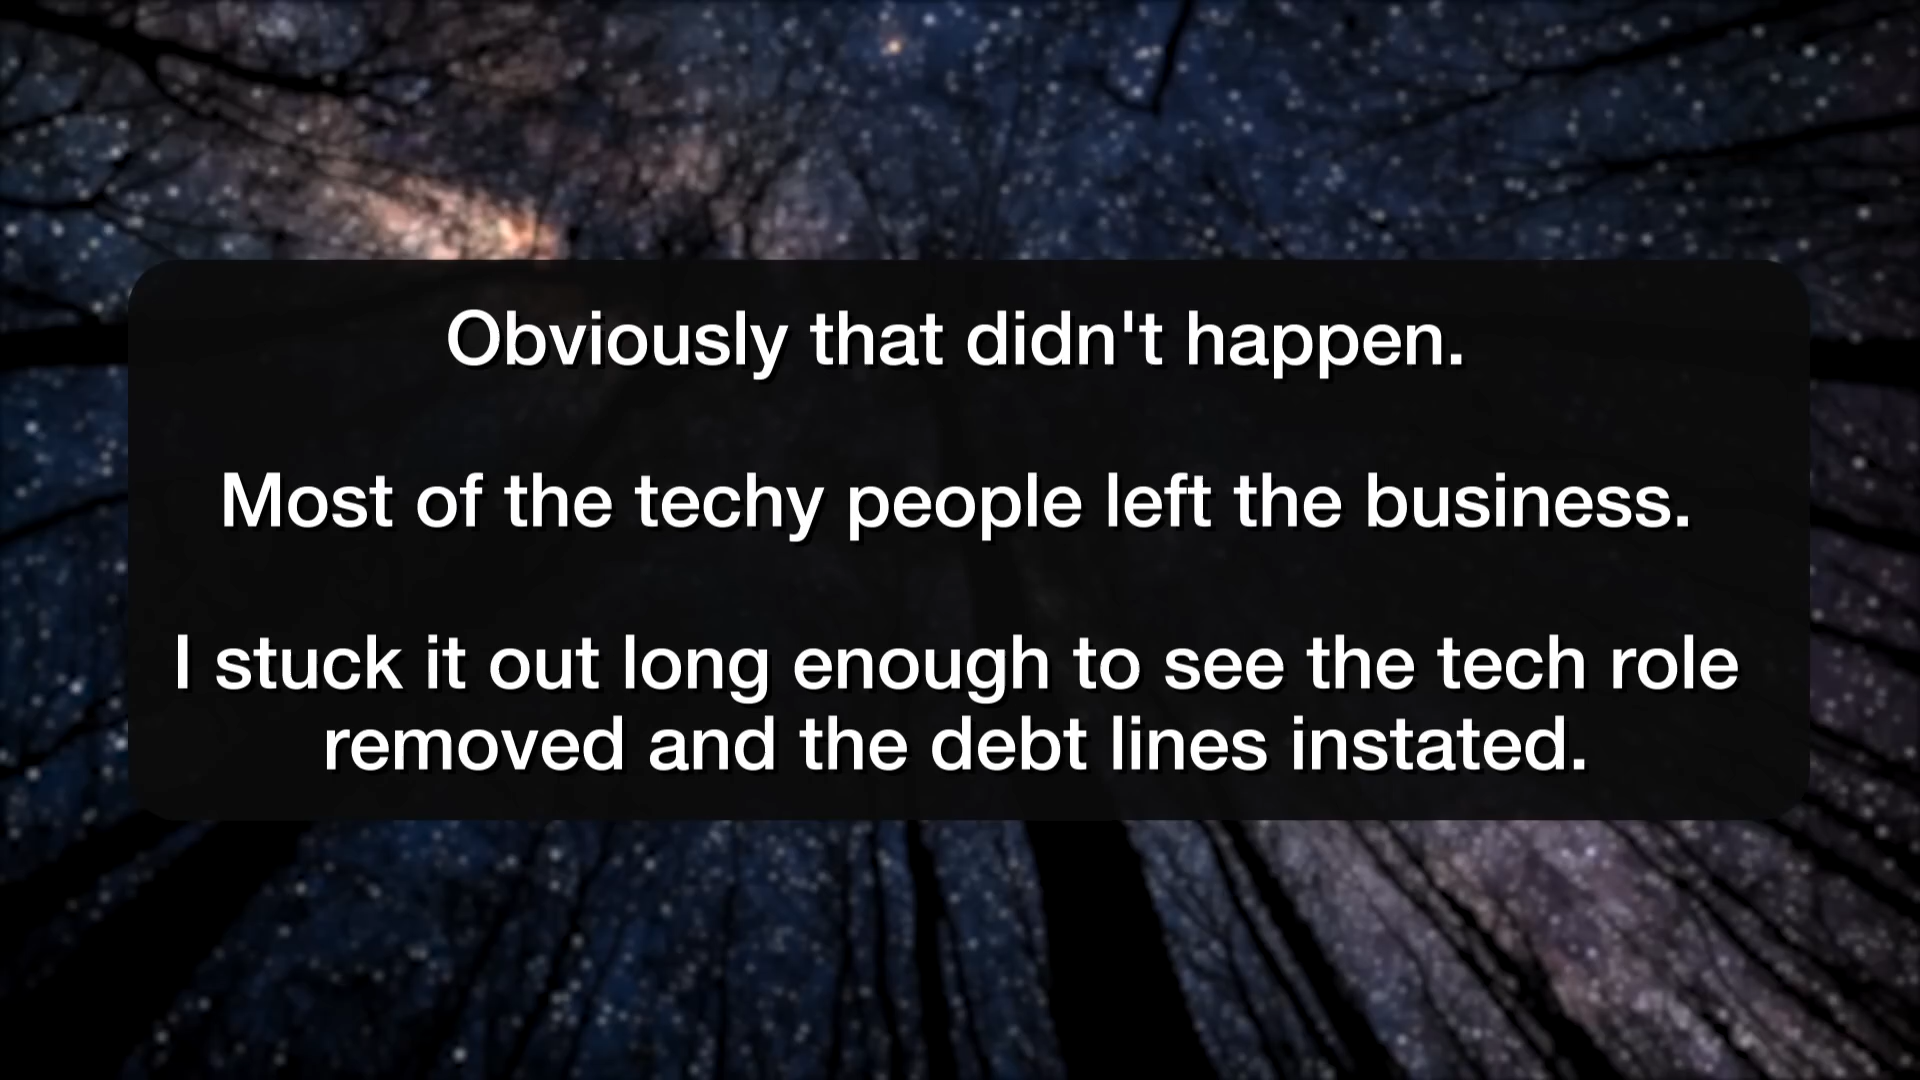 Obviously that didn't happen.
Most of the techy people left the business.
I stuck it out long enough to see the tech role
removed and the debt lines instated.